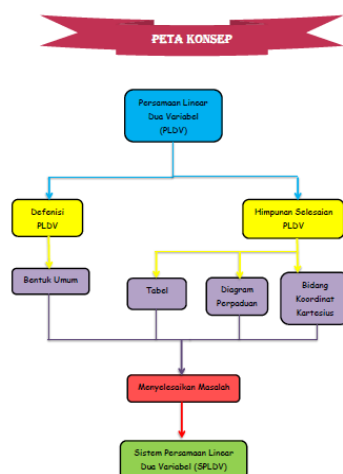 PETA KONSEP
Persamaan Linear
Dua Variabel
(PLDV)
Defenisi
PLDV
Himpunan Selesaian
PLDV
Bentuk Umum
Tabel
Diagram
Perpaduan
Bidang
Koordinat
Kartesius
Menyelesaikan Masalah
Sistem Persamaan Linear
Dua Variabel (SPLDV)